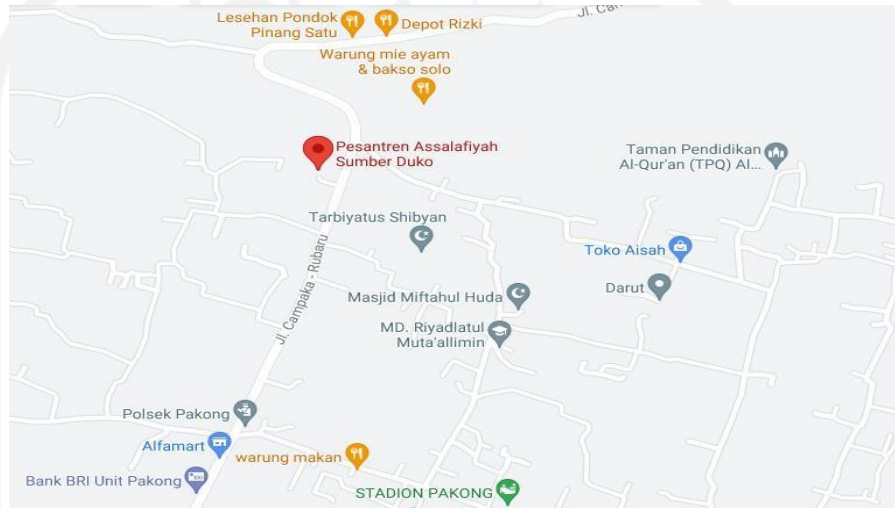 Lesehan Pondok
Pinang Satu
Depot Rizki
Warung mie ayam
& bakso solo
Pesantren Assalafiyah
Sumber Duko
Taman Pendidikan
Al-Qur'an (TPQ) Al...
Tarbiyatus Shibyan
Toko Aisah
Jl. Campaka - Rubaru
Masjid Miftahul Huda
Darut
MD. Riyadlatul
Muta'allimin
Polsek Pakong
Alfamart
warung makan
Bank BRI Unit Pakong
STADION PAKONG